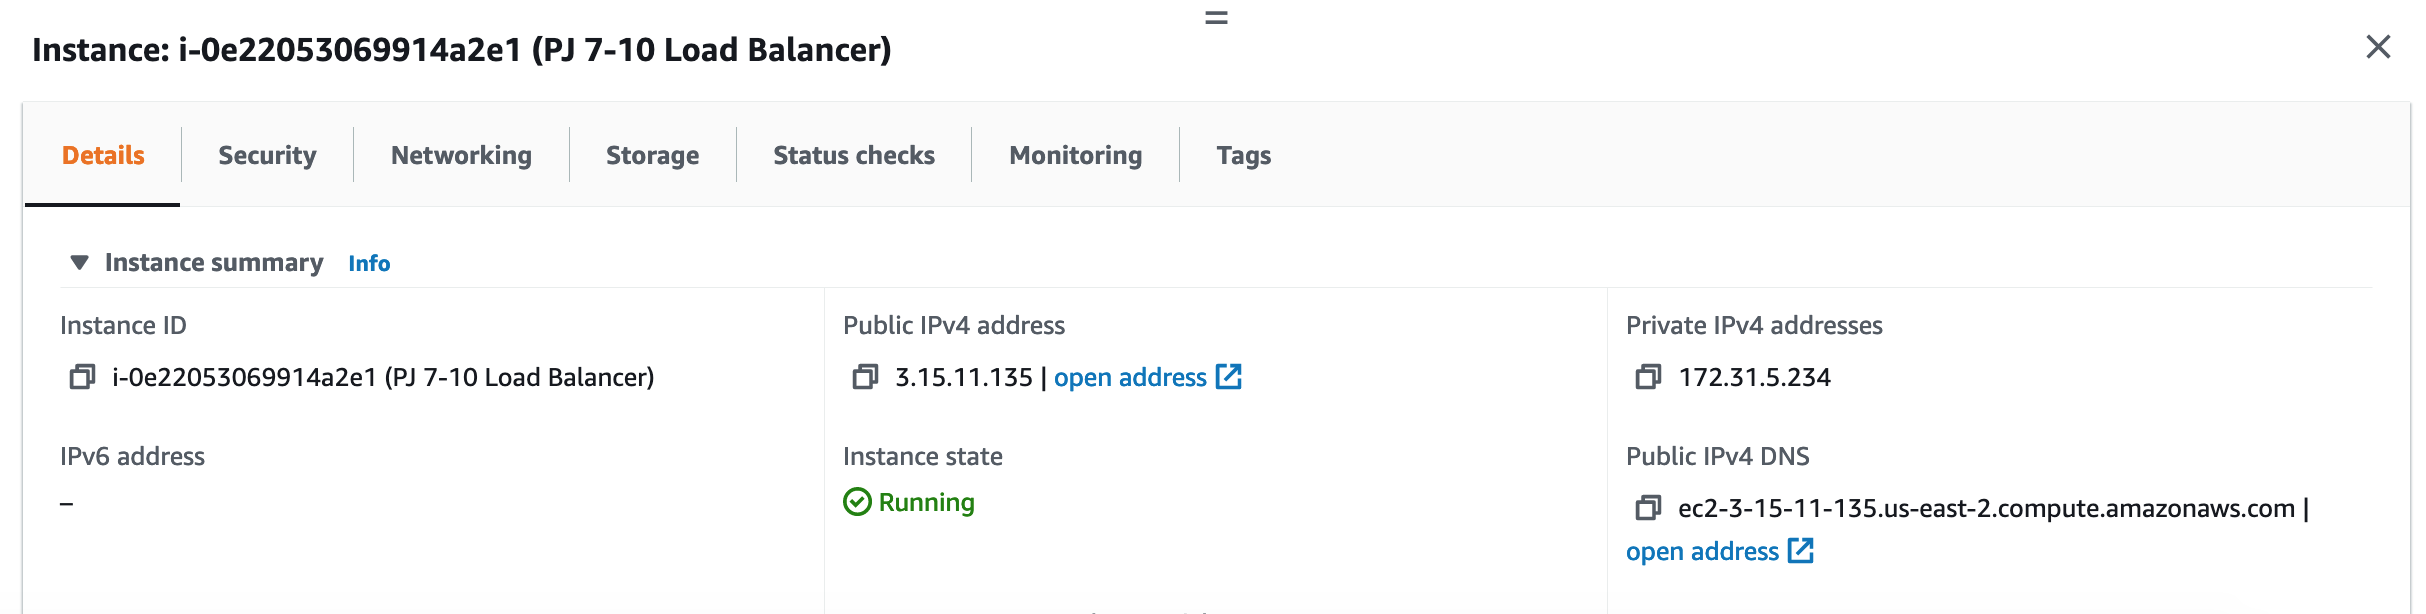 Instance: i-0e22053069914a2e1 (PJ 7-10 Load Balancer)
Details
Security
Networking
Storage
Status checks
Monitoring
Tags
Instance summary Info
Instance ID
i-0e22053069914a2e1 (PJ 7-10 Load Balancer)
IPv6 address
–
Public IPv4 address
3.15.11.135 | open address
Instance state
Running
Private IPv4 addresses
172.31.5.234
Public IPv4 DNS
ec2-3-15-11-135.us-east-2.compute.amazonaws.com |
open address